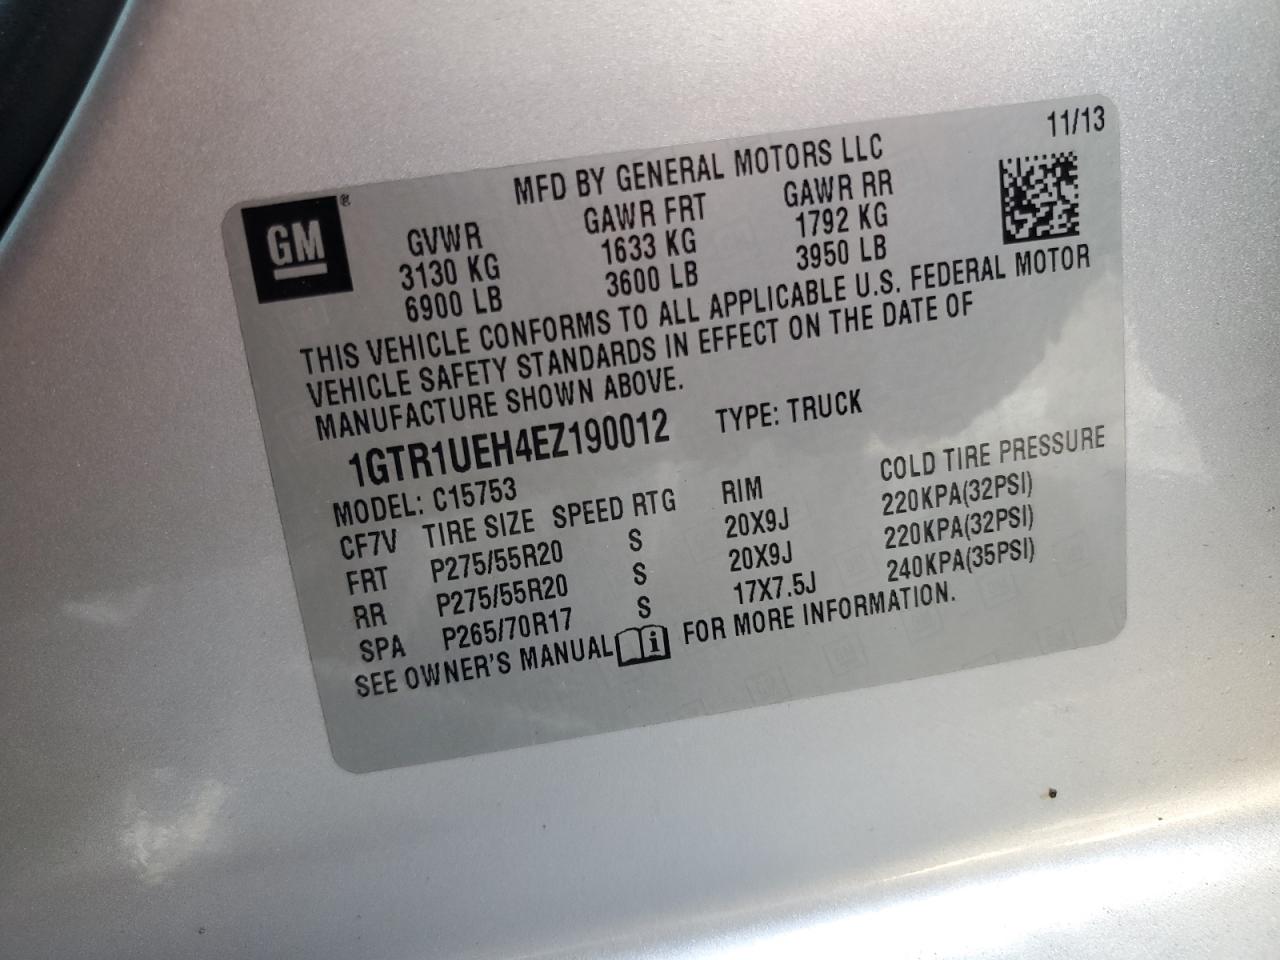 11/13
MFD BY GENERAL MOTORS LLC
GM®
GVWR GAWR FRT GAWR RR
3130 KG 1633 KG 1792 KG
6900 LB 3600 LB 3950 LB
THIS VEHICLE CONFORMS TO ALL APPLICABLE U.S. FEDERAL MOTOR
VEHICLE SAFETY STANDARDS IN EFFECT ON THE DATE OF
MANUFACTURE SHOWN ABOVE.
1GTR1UEH4EZ190012 TYPE: TRUCK
MODEL: C15753
CF7V TIRE SIZE SPEED RTG RIM COLD TIRE PRESSURE
FRT P275/55R20 S 20X9J 220KPA(32PSI)
RR P275/55R20 S 20X9J 220KPA(32PSI)
SPA P265/70R17 S 17X7.5J 240KPA(35PSI)
SEE OWNER'S MANUAL i FOR MORE INFORMATION.